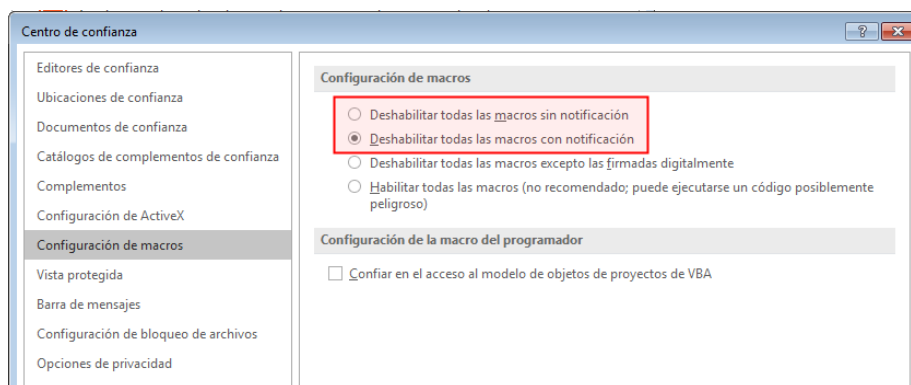 Centro de confianza
Editores de confianza
Ubicaciones de confianza
Documentos de confianza
Catálogos de complementos de confianza
Complementos
Configuración de ActiveX
Configuración de macros
Vista protegida
Barra de mensajes
Configuración de bloqueo de archivos
Opciones de privacidad
Configuración de macros
Deshabilitar todas las macros sin notificación
Deshabilitar todas las macros con notificación
Deshabilitar todas las macros excepto las firmadas digitalmente
Habilitar todas las macros (no recomendado; puede ejecutarse un código posiblemente
peligroso)
Configuración de la macro del programador
Confiar en el acceso al modelo de objetos de proyectos de VBA